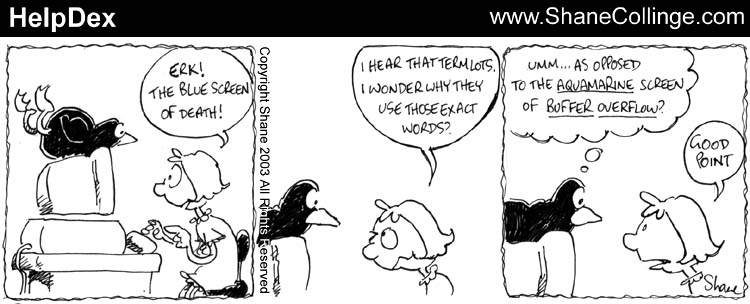 HelpDex
www.ShaneCollinge.com
ERK!
THE BLUE SCREEN
OF DEATH!
Copyright Shane 2003 All Rights Reserved
I HEAR THAT TERM LOTS.
I WONDER WHY THEY
USE THOSE EXACT
WORDS?
UMM... AS OPPOSED
TO THE AQUAMARINE SCREEN
OF BUFFER OVERFLOW?
GOOD
POINT
Shane